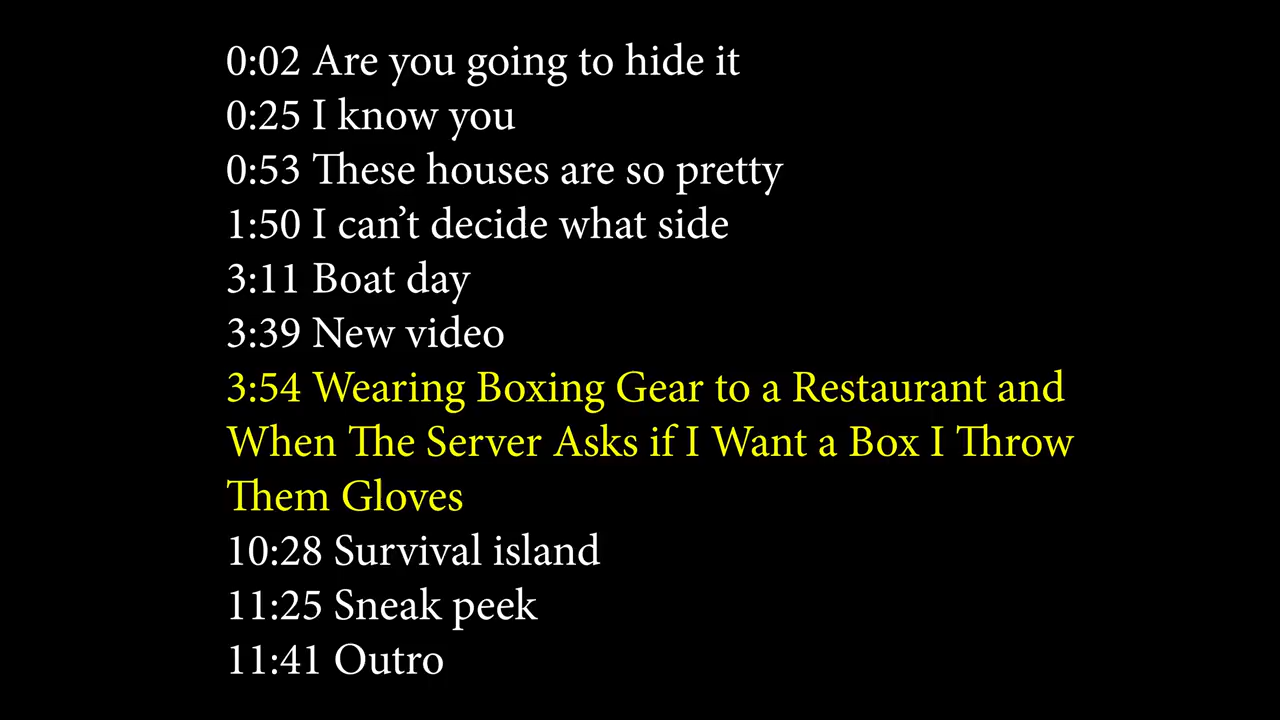 0:02 Are you going to hide it
0:25 I know you
0:53 These houses are so pretty
1:50 I can’t decide what side
3:11 Boat day
3:39 New video
3:54 Wearing Boxing Gear to a Restaurant and
When The Server Asks if I Want a Box I Throw
Them Gloves
10:28 Survival island
11:25 Sneak peek
11:41 Outro